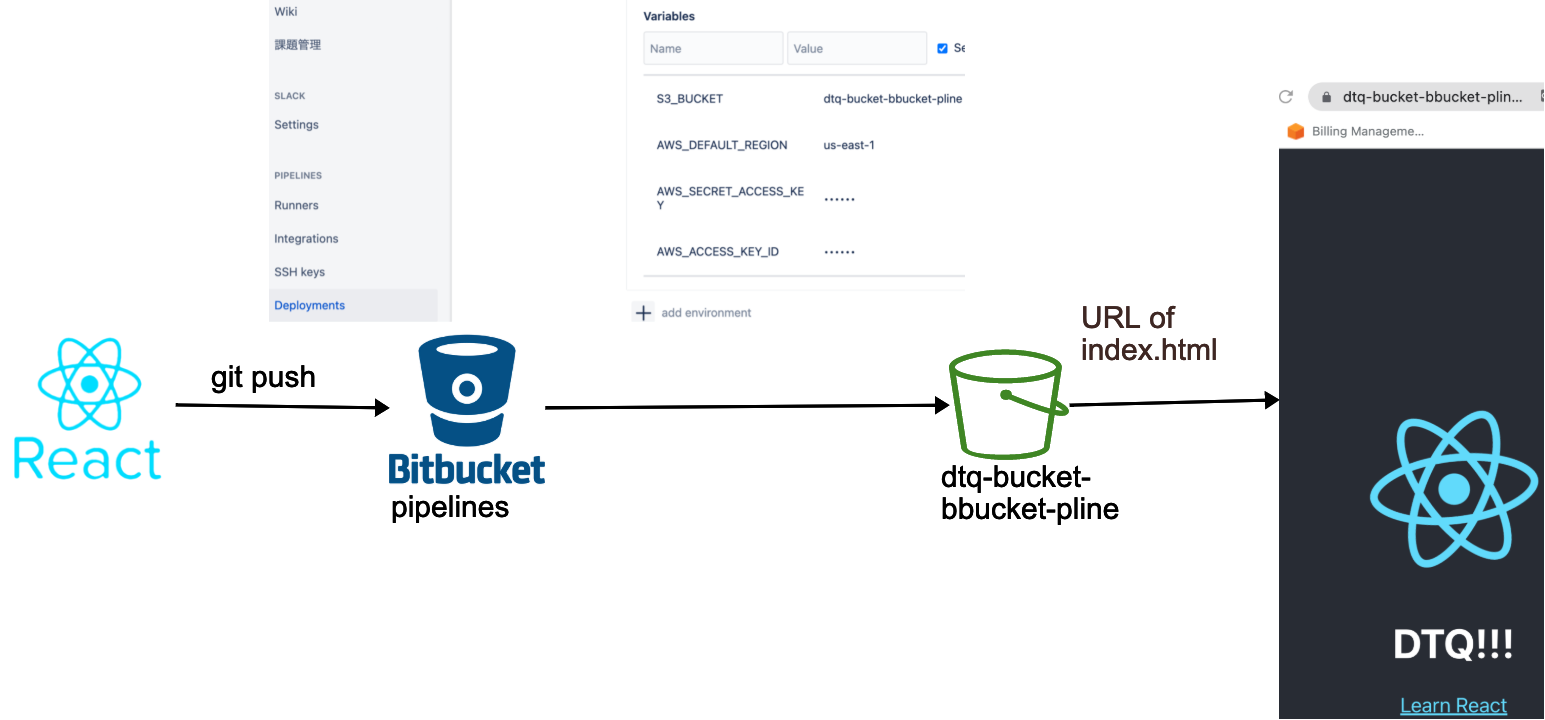 Wiki
課題管理
SLACK
Settings
PIPELINES
Runners
Integrations
SSH keys
Deployments
Variables
Name
Value
S3_BUCKET
dtq-bucket-bbucket-pline
AWS_DEFAULT_REGION
us-east-1
AWS_SECRET_ACCESS_KE
Y
••••••
AWS_ACCESS_KEY_ID
••••••
add environment
React
git push
Bitbucket
pipelines
dtq-bucket-
bbucket-pline
URL of
index.html
dtq-bucket-bbucket-plin...
Billing Manageme...
DTQ!!!
Learn React